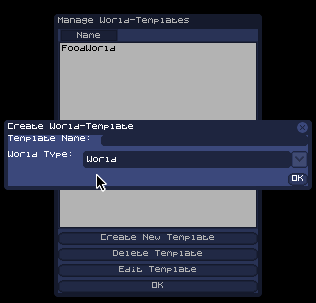 Manage World-Templates
Name
FoodWorld
Create World-Template
Template Name:
World Type:
World
OK
Create New Template
Delete Template
Edit Template
OK